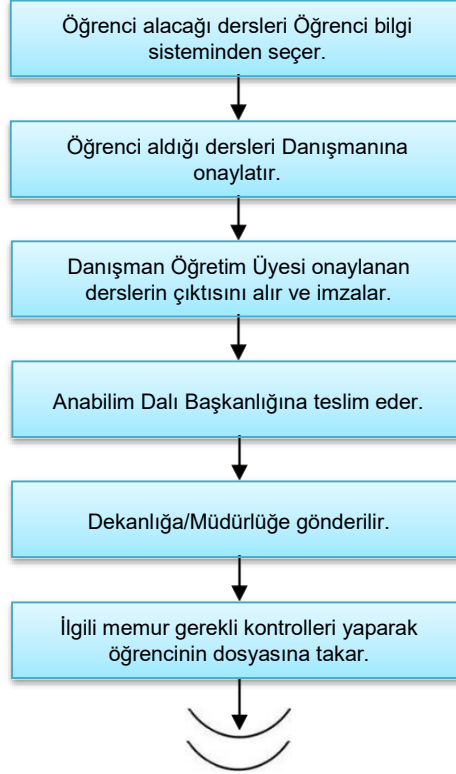 Öğrenci alacağı dersleri Öğrenci bilgi
sisteminden seçer.
Öğrenci aldığı dersleri Danışmanına
onaylatır.
Danışman Öğretim Üyesi onaylanan
derslerin çıktısını alır ve imzalar.
Anabilim Dalı Başkanlığına teslim eder.
Dekanlığa/Müdürlüğe gönderilir.
İlgili memur gerekli kontrolleri yaparak
öğrencinin dosyasına takar.